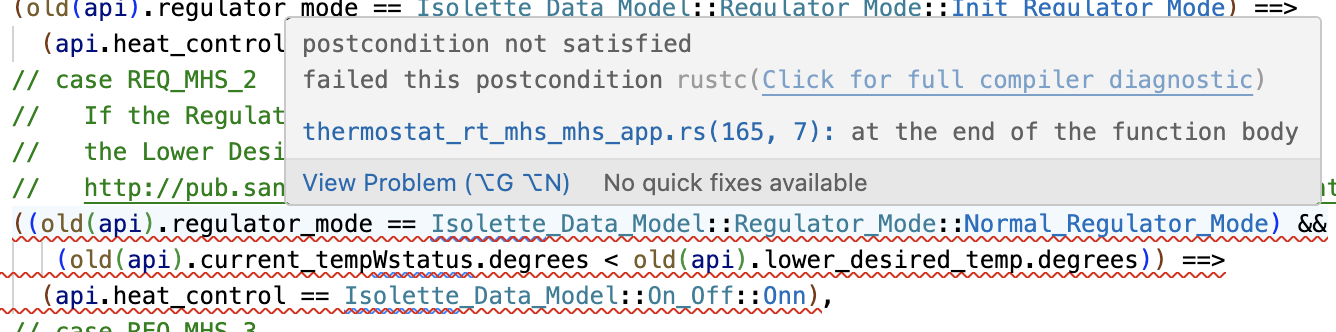 (old(api).regulator_mode == Isolette_Data_Model::Regulator_Mode::Init_Regulator_Mode) ==>
(api.heat_control
postcondition not satisfied
failed this postcondition rustc(Click for full compiler diagnostic)
// case REQ_MHS_2
// If the Regulat
thermostat_rt_mhs_mhs_app.rs(165, 7): at the end of the function body
// the Lower Desi
View Problem (⌥G ⌥N) No quick fixes available
// http://pub.san
((old(api).regulator_mode == Isolette_Data_Model::Regulator_Mode::Normal_Regulator_Mode) &&
(old(api).current_tempWstatus.degrees < old(api).lower_desired_temp.degrees)) ==>
(api.heat_control == Isolette_Data_Model::On_Off::Onn),
// case REQ_MHS_3